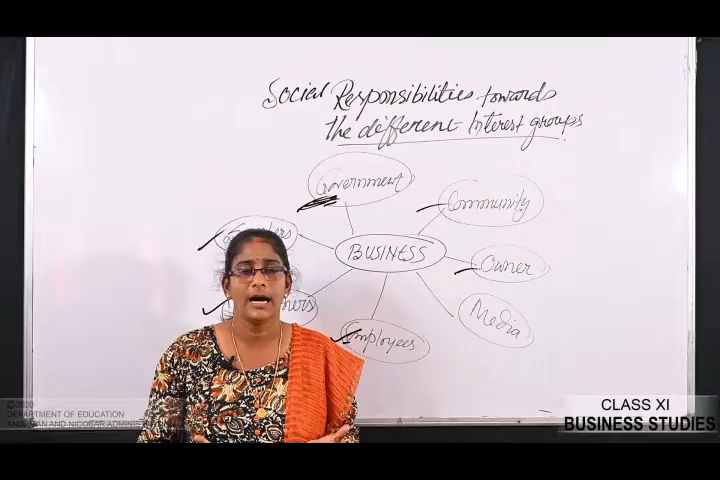 Social Responsibilities towards
the different Interest groups
Government
Community
BUSINESS
Owner
Media
Employees
©2020
DEPARTMENT OF EDUCATION
CLASS XI
BUSINESS STUDIES